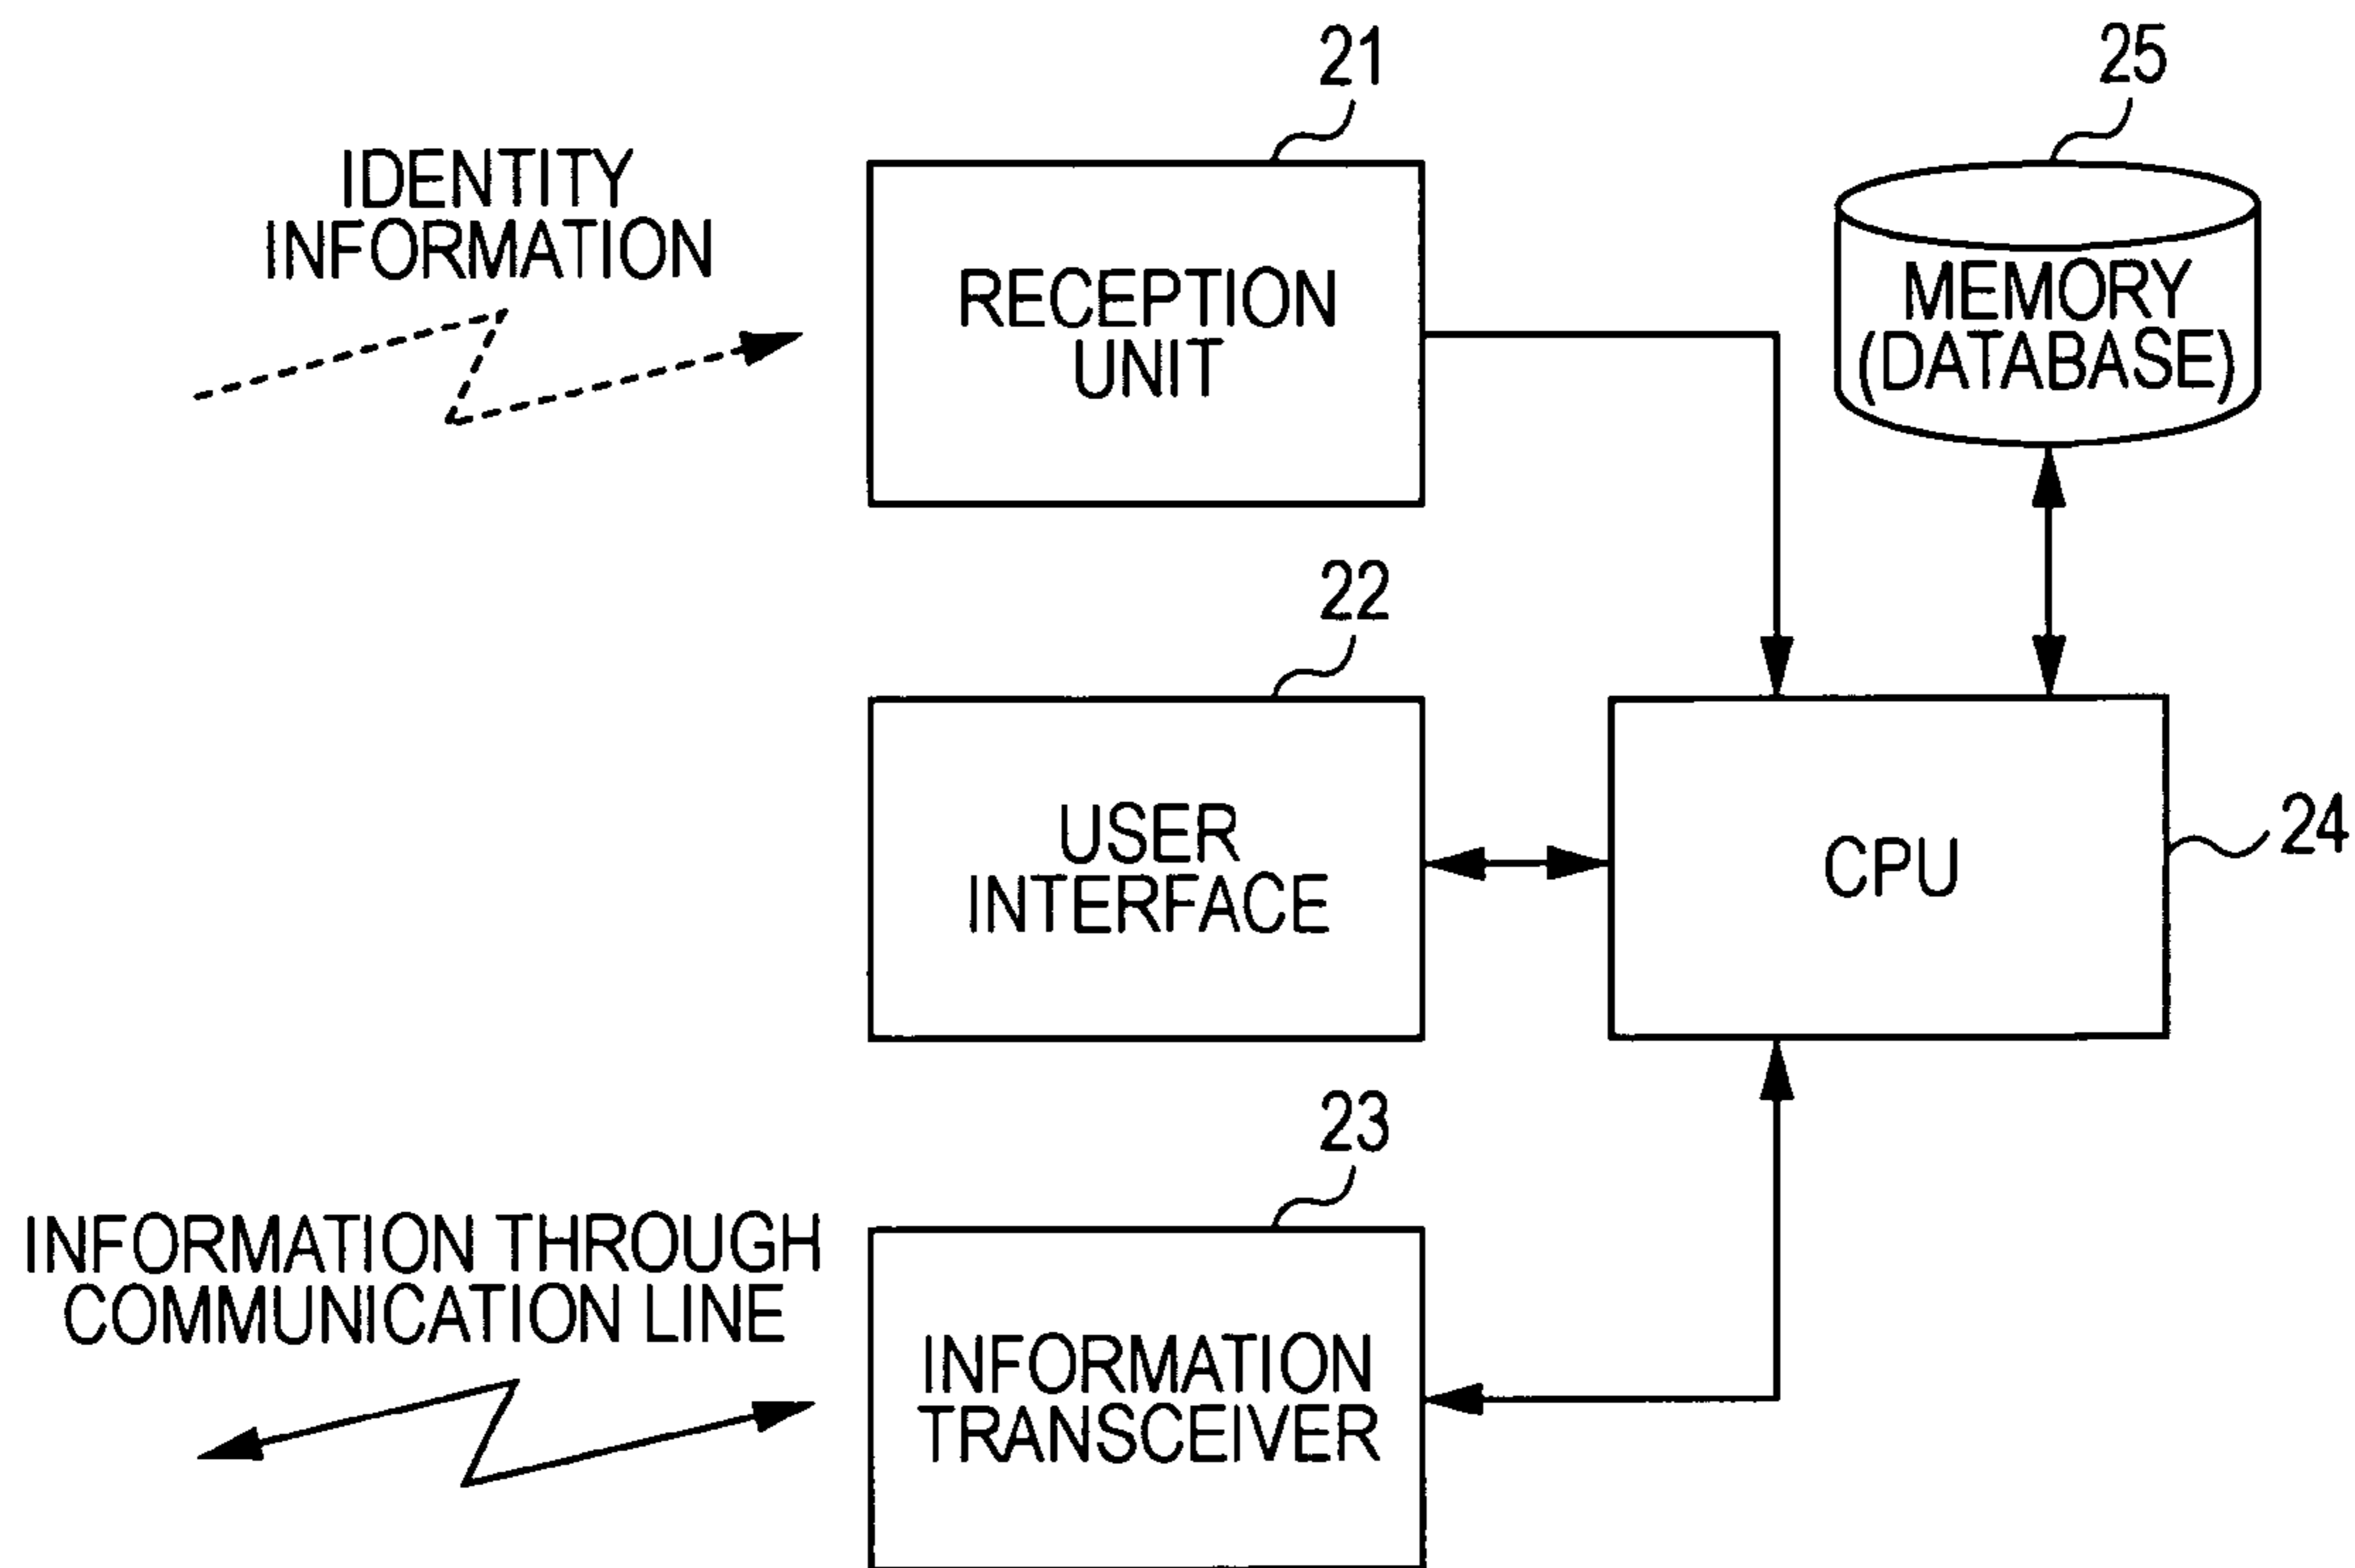 21
25
IDENTITY
INFORMATION
RECEPTION
UNIT
MEMORY
(DATABASE)
22
USER
INTERFACE
CPU
24
23
INFORMATION THROUGH
COMMUNICATION LINE
INFORMATION
TRANSCEIVER